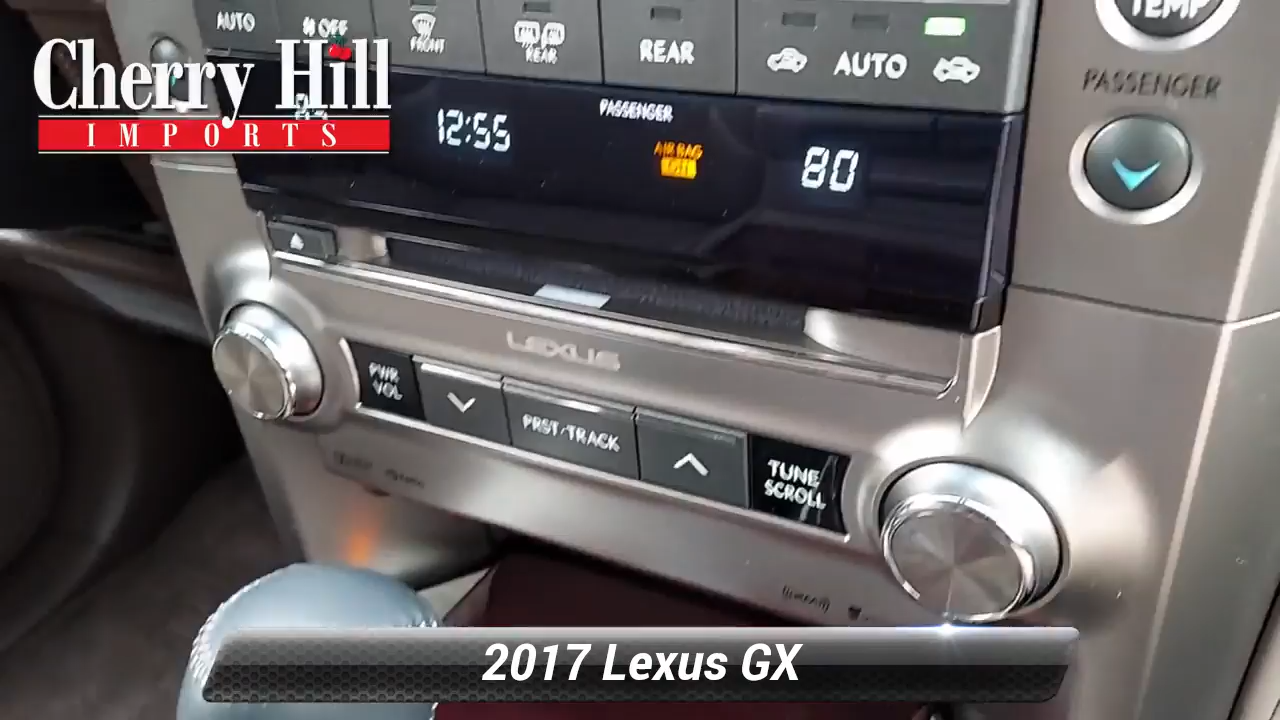 AUTO
OFF
FRONT
REAR
REAR
AUTO
TEMP
PASSENGER
Cherry Hill
IMPORTS
12:55
PASSENGER
AIR BAG
OFF
80
LEXUS
PWR
VOL
PRST/TRACK
TUNE
SCROLL
2017 Lexus GX